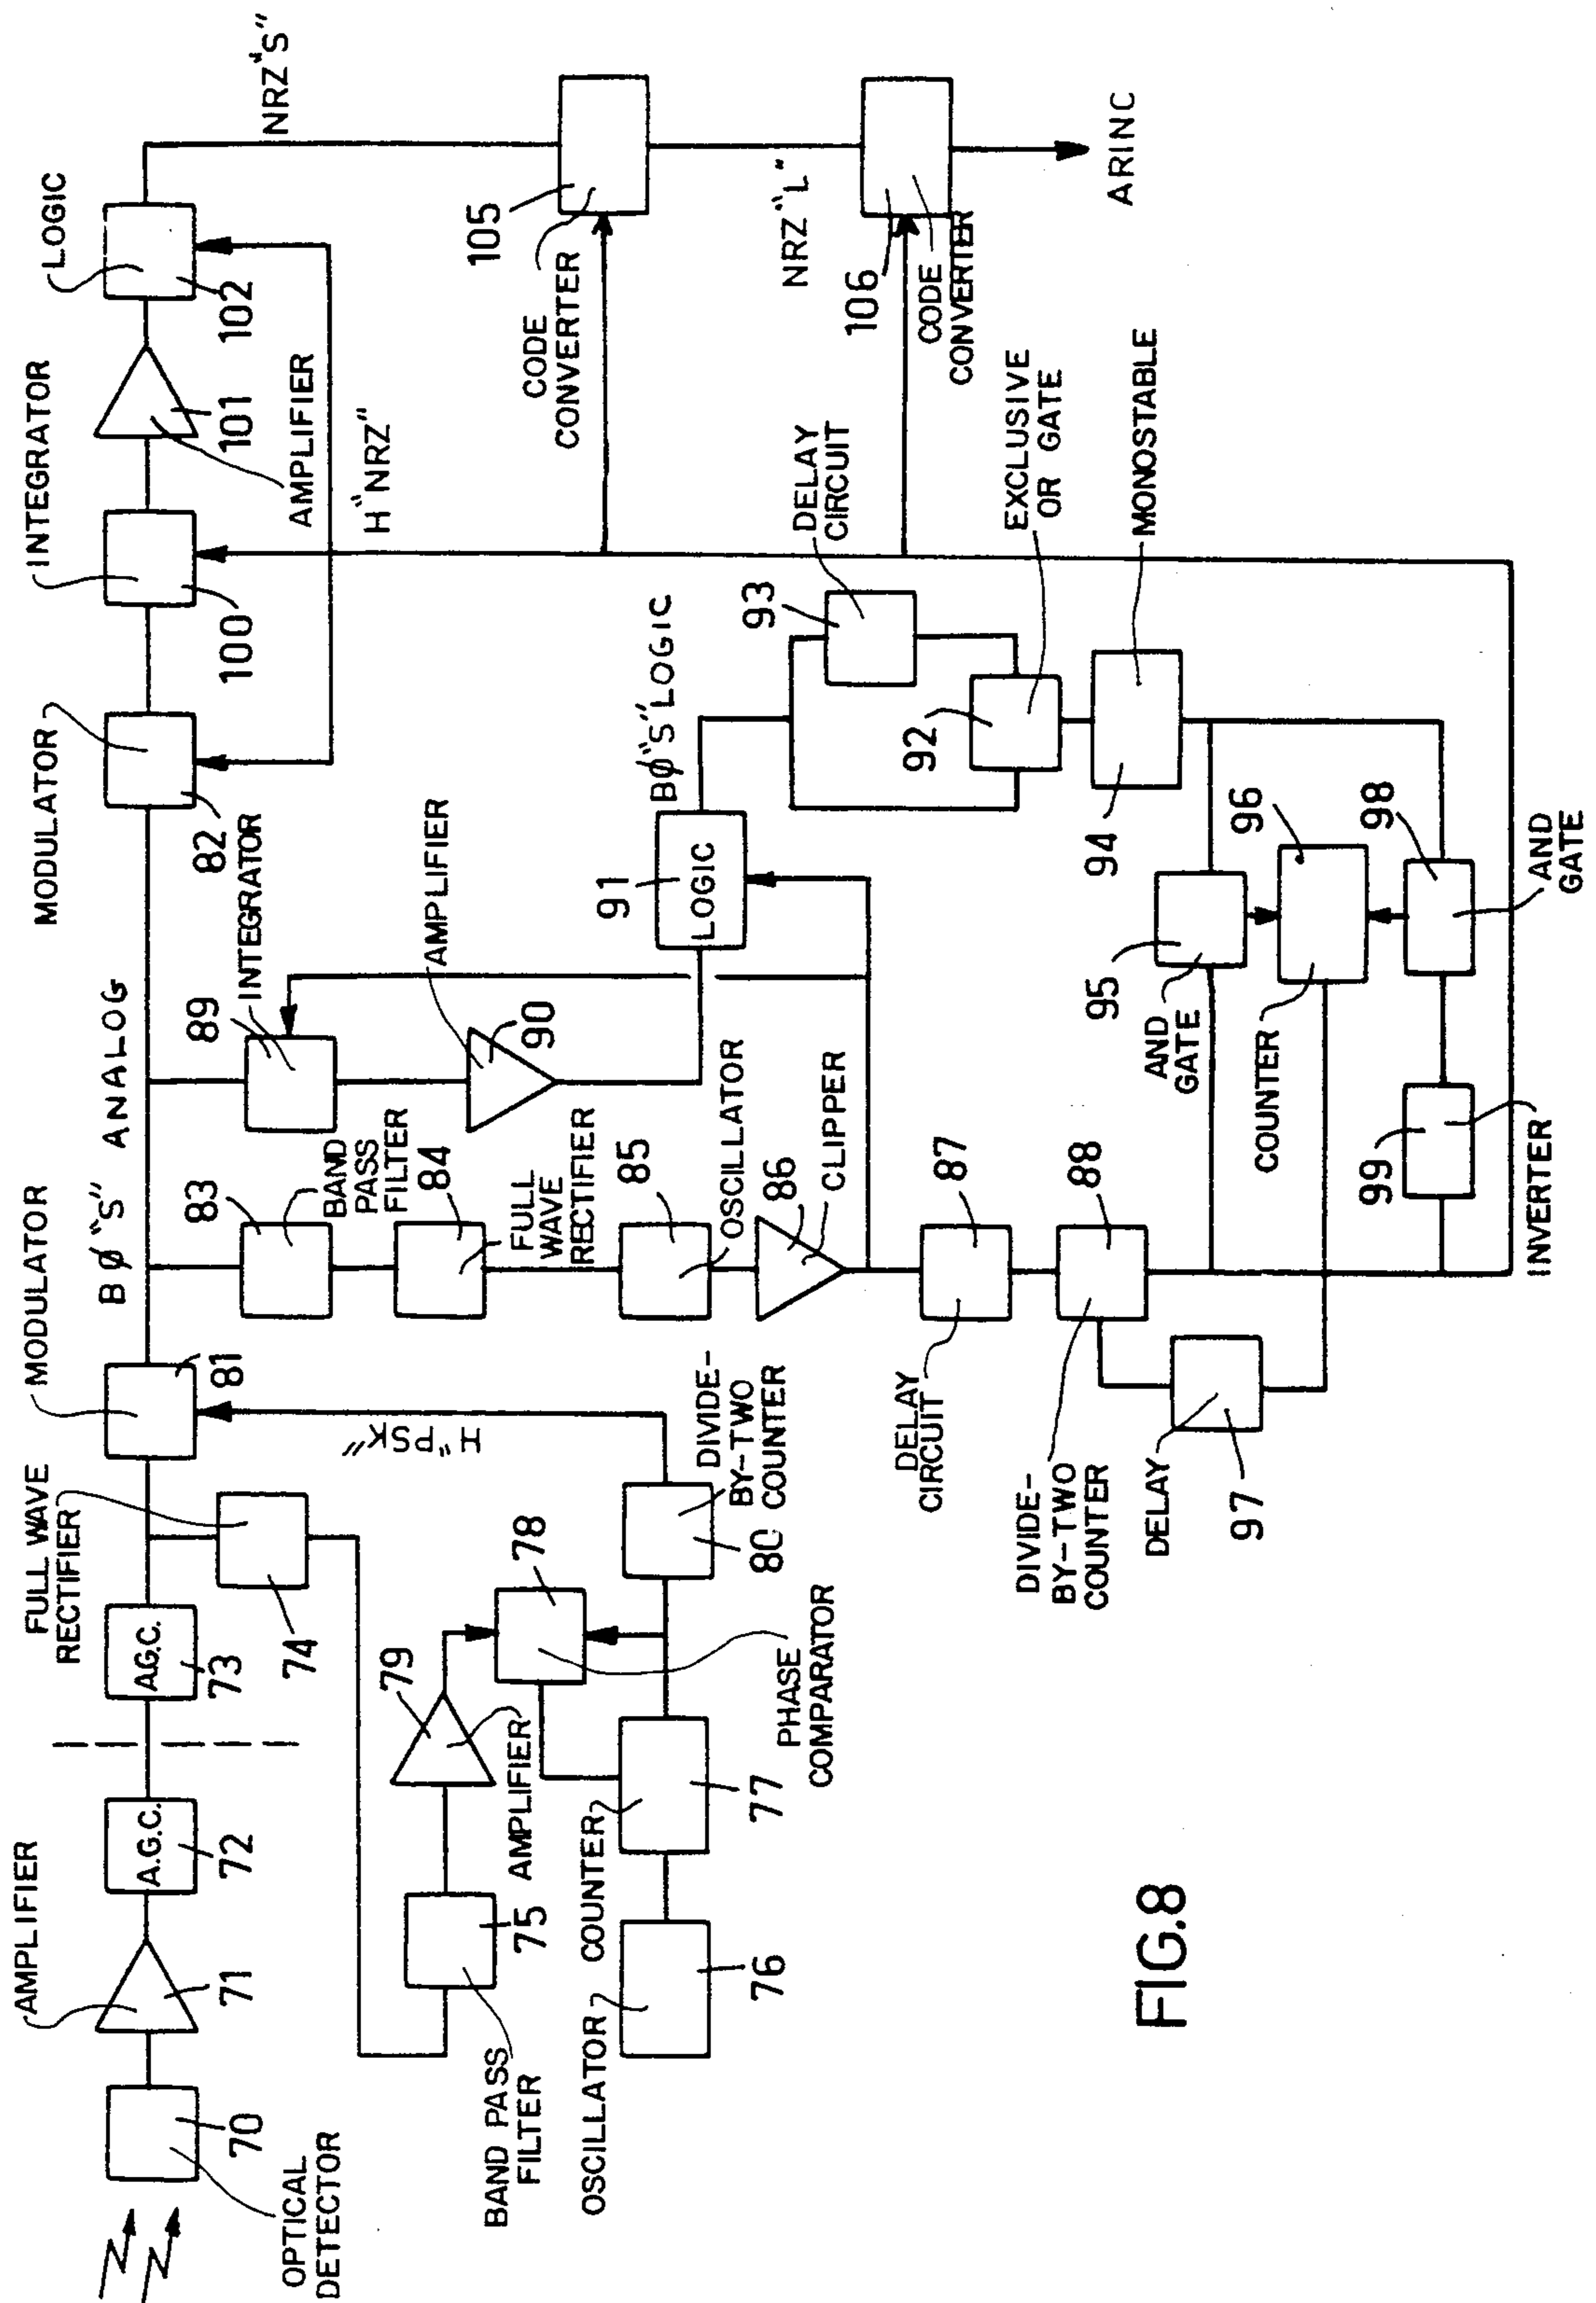 AMPLIFIER
71
70
OPTICAL
DETECTOR
A.G.C.
72
A.G.C.
73
FULL WAVE
RECTIFIER
74
BAND PASS
FILTER
75
79
AMPLIFIER
78
PHASE
COMPARATOR
OSCILLATOR
76
COUNTER
77
DIVIDE-
BY-TWO
COUNTER
80
H"PSK"
MODULATOR
81
BØ"S" ANALOG
83
BAND
PASS
FILTER
84
FULL
WAVE
RECTIFIER
85
OSCILLATOR
86
CLIPPER
87
DELAY
CIRCUIT
88
DIVIDE-
BY-TWO
COUNTER
DELAY
97
89
INTEGRATOR
AMPLIFIER
90
91
LOGIC
BØ"S"LOGIC
93
DELAY
CIRCUIT
92
EXCLUSIVE
OR GATE
94
MONOSTABLE
95
AND
GATE
96
COUNTER
98
AND
GATE
99
INVERTER
MODULATOR
82
INTEGRATOR
100
101
AMPLIFIER
H"NRZ"
LOGIC
102
NRZ"S"
105
CODE
CONVERTER
NRZ"L"
106
CODE
CONVERTER
ARINC
FIG.8